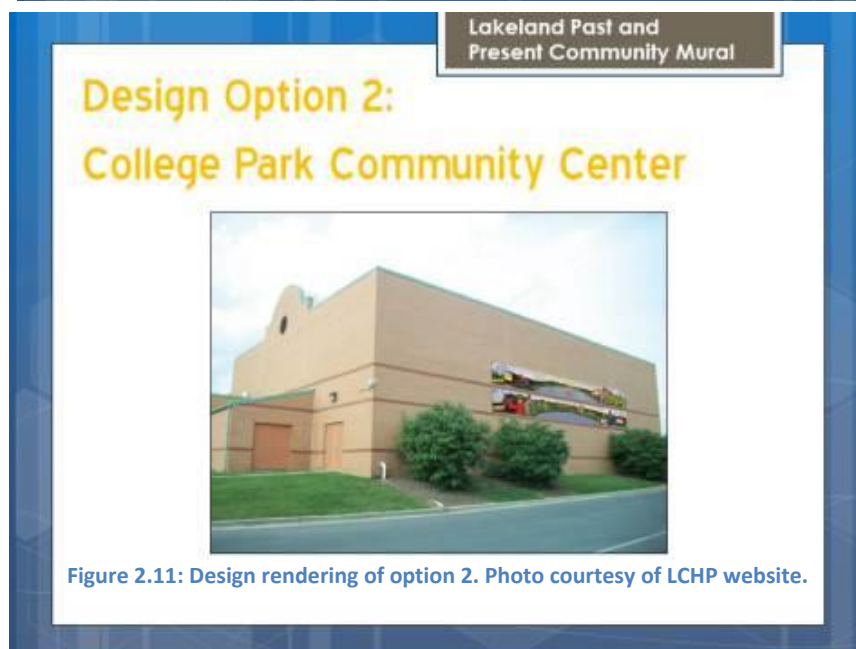 Lakeland Past and
Present Community Mural
Design Option 2:
College Park Community Center
Figure 2.11: Design rendering of option 2. Photo courtesy of LCHP website.